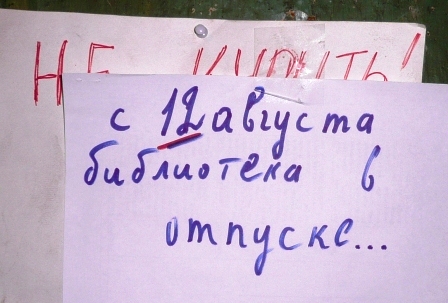 НЕ КУРИТЬ!
с 12 августа
библиотека в
отпуске...